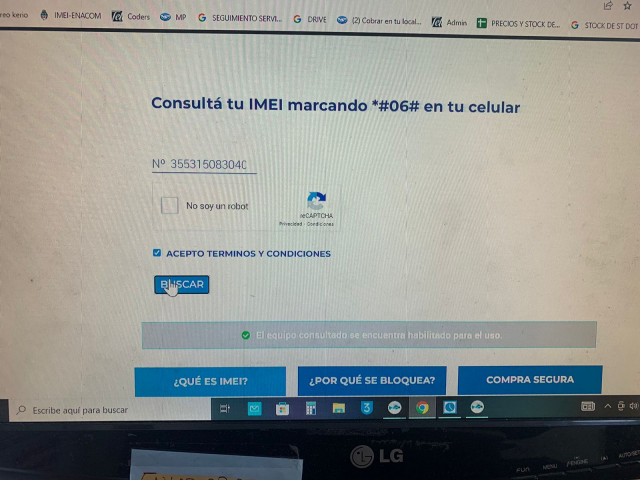 reo kerio IMEI-ENACOM Coders MP SEGUIMIENTO SERVI... DRIVE (2) Cobrar en tu local... Admin PRECIOS Y STOCK DE... STOCK DE ST DOT
Consultá tu IMEI marcando *#06# en tu celular
Nº 35531508304
No soy un robot
reCAPTCHA
Privacidad - Condiciones
ACEPTO TERMINOS Y CONDICIONES
BUSCAR
El equipo consultado se encuentra habilitado para el uso.
¿QUÉ ES IMEI? ¿POR QUÉ SE BLOQUEA? COMPRA SEGURA
Escribe aquí para buscar
LG
FUN MENU